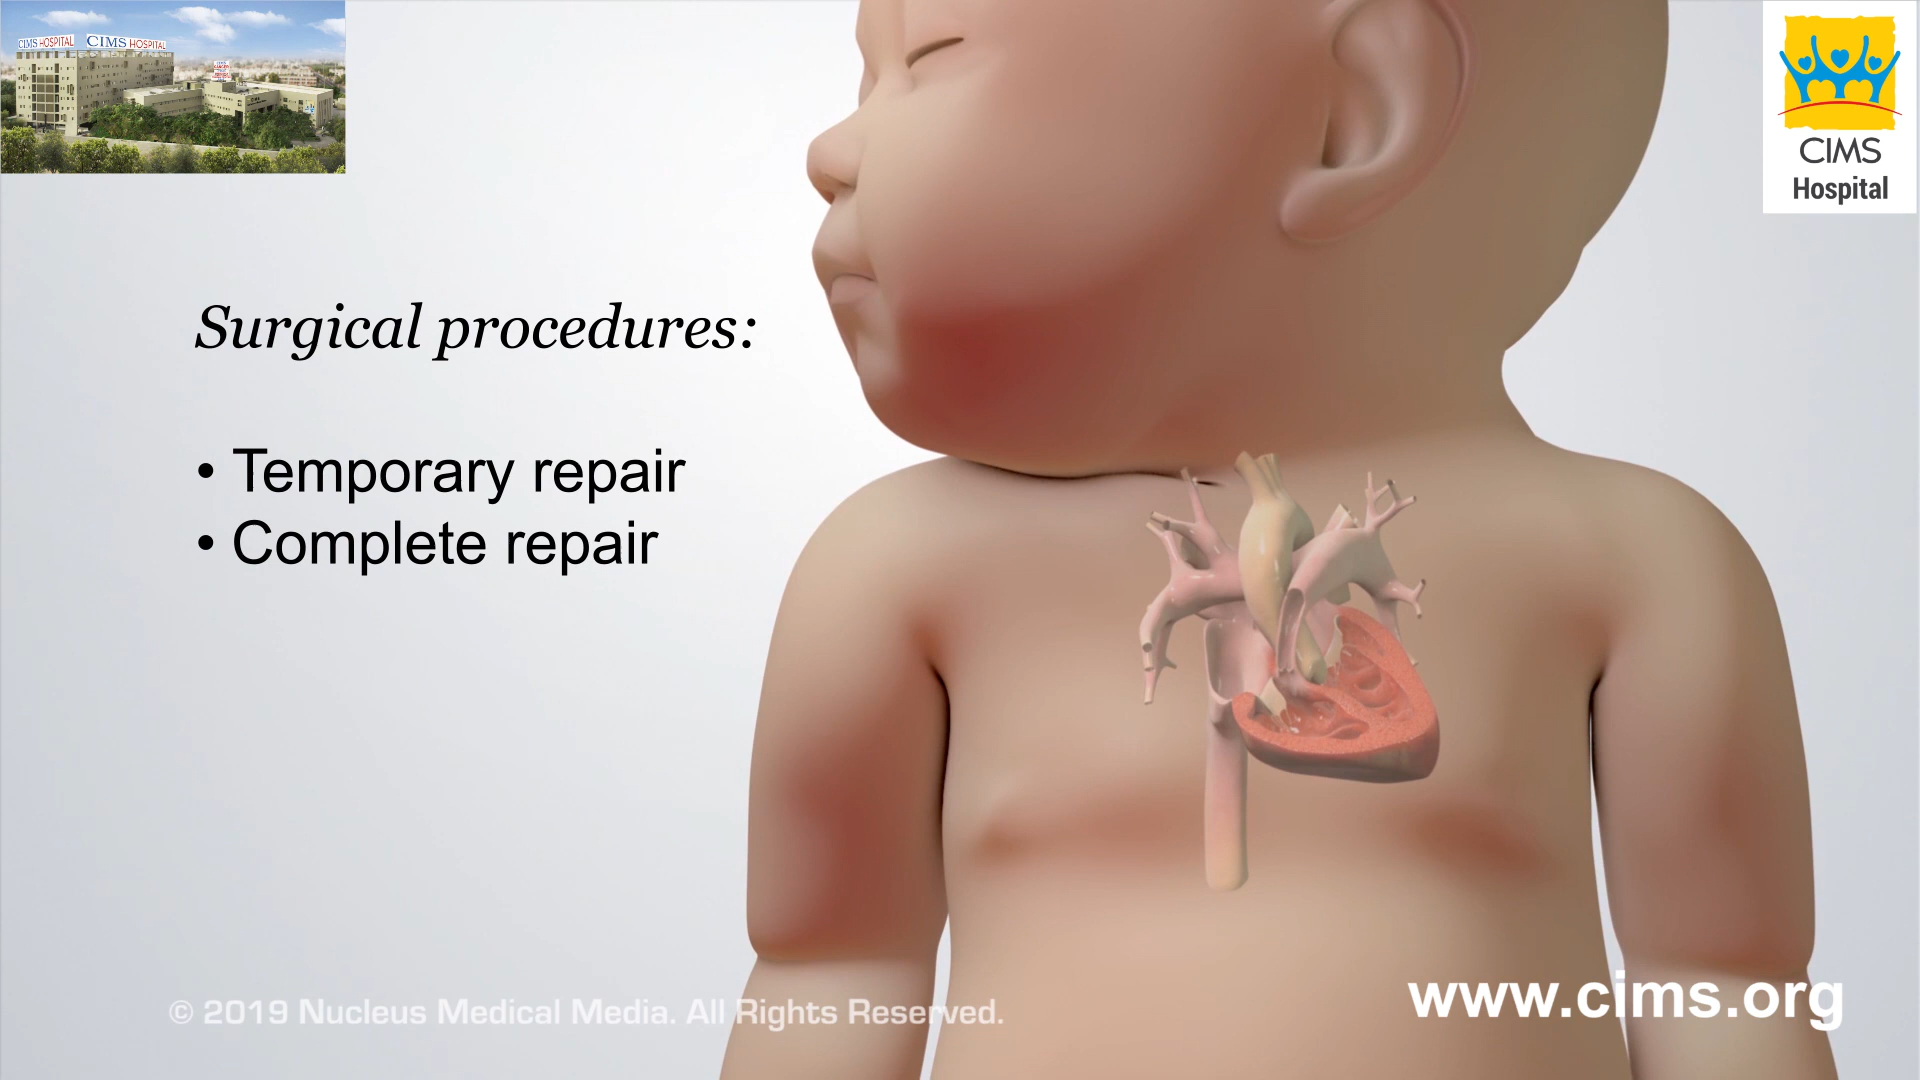 CIMS HOSPITAL CIMS HOSPITAL
CIMS
Hospital
Surgical procedures:
• Temporary repair
• Complete repair
www.cims.org
© 2019 Nucleus Medical Media. All Rights Reserved.